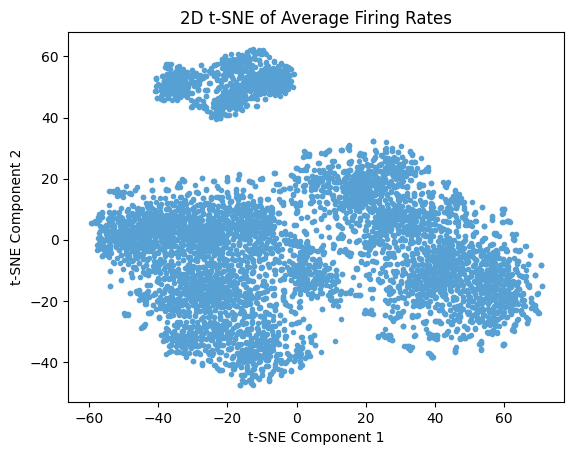 2D t-SNE of Average Firing Rates
60
40
20
0
−20
−40
t-SNE Component 2
−60 −40 −20 0 20 40 60
t-SNE Component 1